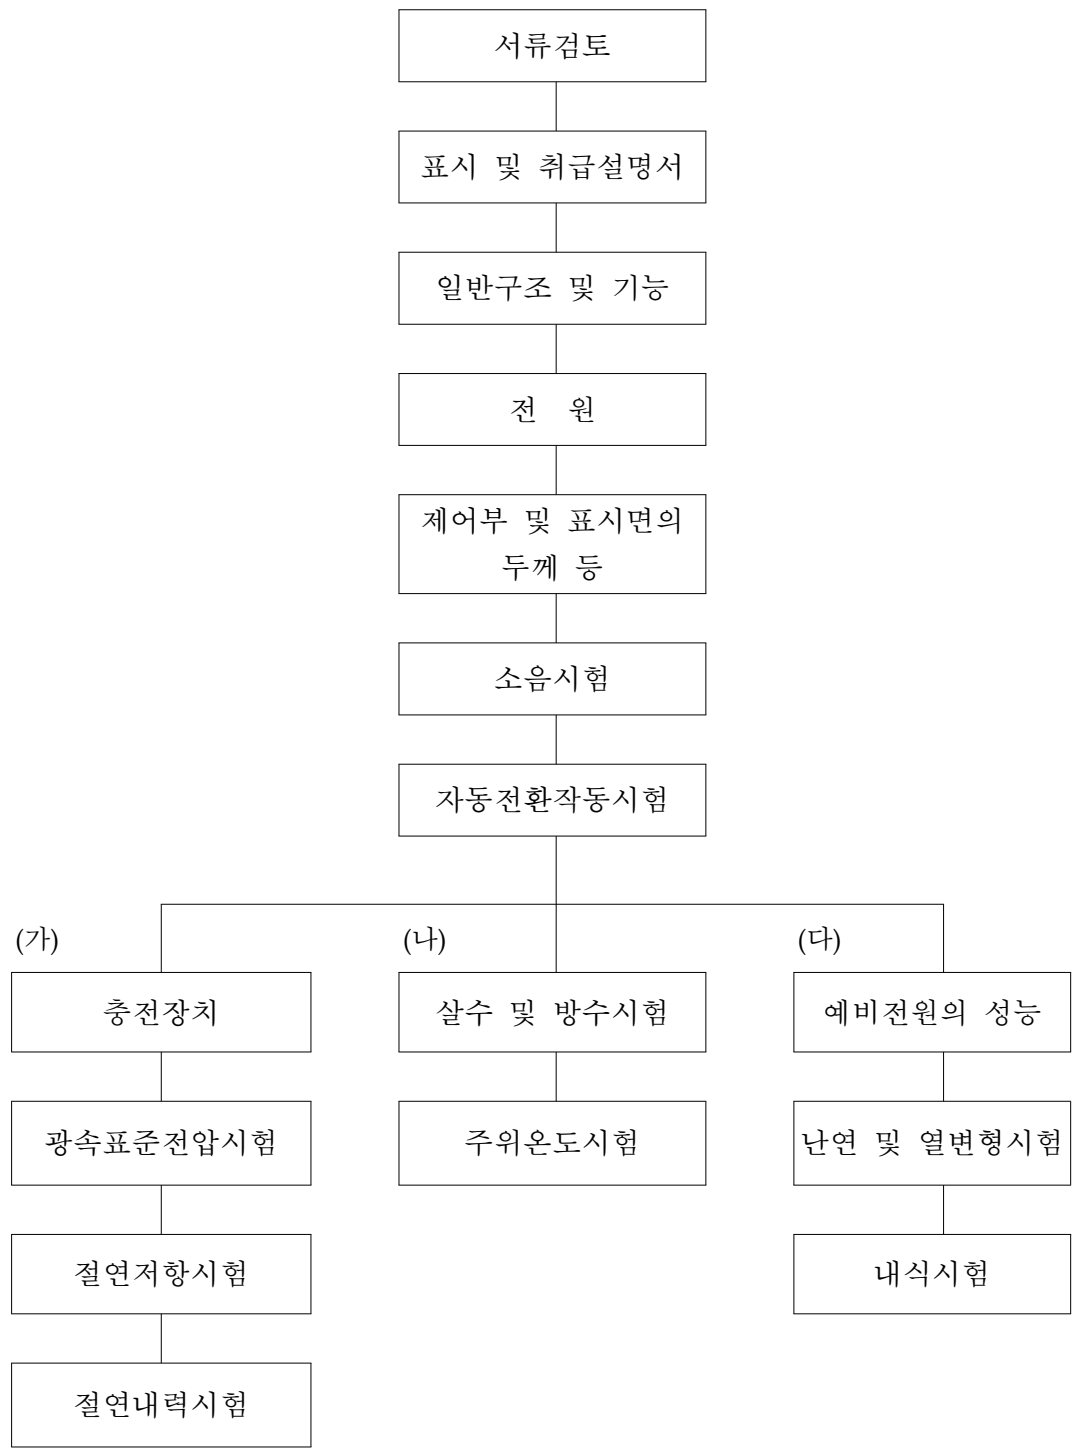 서류검토
표시 및 취급설명서
일반구조 및 기능
전 원
제어부 및 표시면의
두께 등
소음시험
자동전환작동시험
(가)
충전장치
광속표준전압시험
절연저항시험
절연내력시험
(나)
살수 및 방수시험
주위온도시험
(다)
예비전원의 성능
난연 및 열변형시험
내식시험